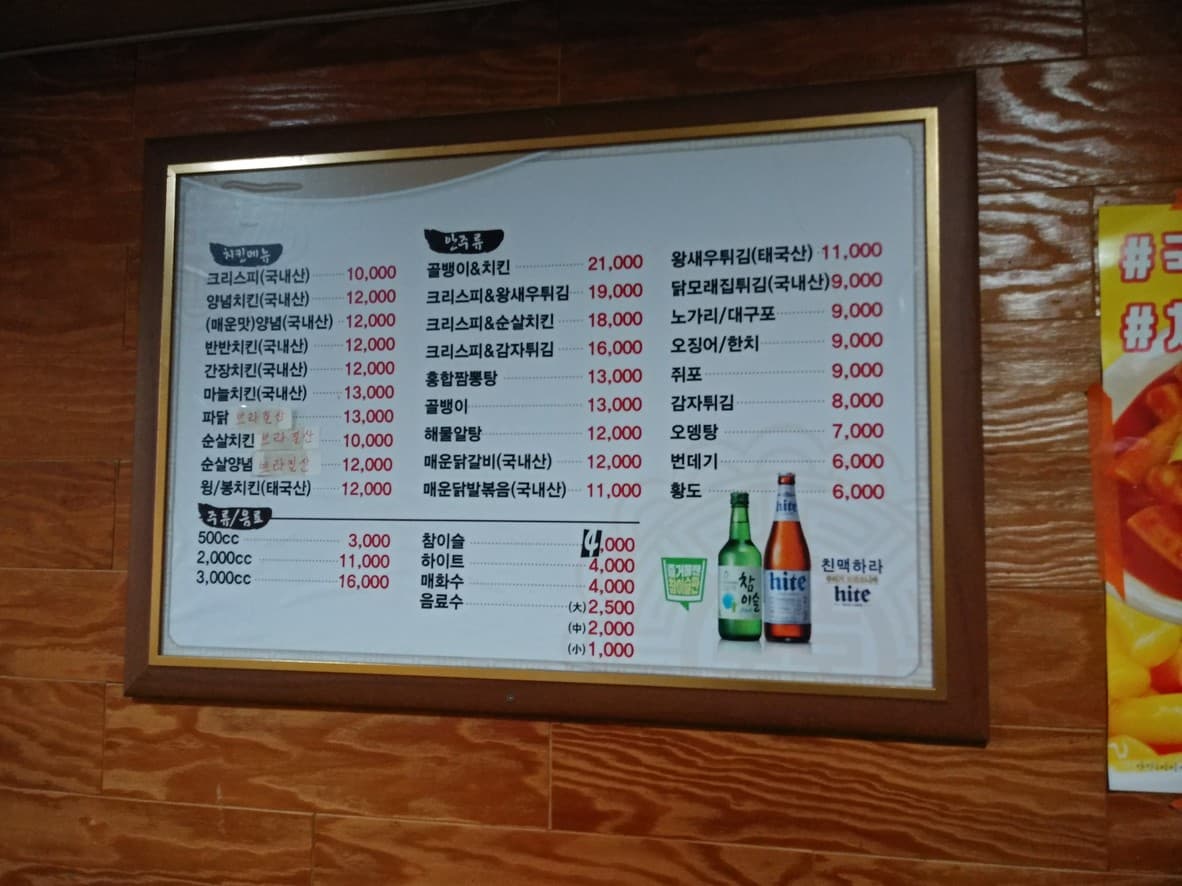 치킨메뉴
크리스피(국내산) 10,000
양념치킨(국내산) 12,000
(매운맛)양념(국내산) 12,000
반반치킨(국내산) 12,000
간장치킨(국내산) 12,000
마늘치킨(국내산) 13,000
파닭 브라질산 13,000
순살치킨 브라질산 10,000
순살양념 브라질산 12,000
윙/봉치킨(태국산) 12,000
주류/음료
500cc 3,000
2,000cc 11,000
3,000cc 16,000
안주류
골뱅이&치킨 21,000
크리스피&왕새우튀김 19,000
크리스피&순살치킨 18,000
크리스피&감자튀김 16,000
홍합짬뽕탕 13,000
골뱅이 13,000
해물알탕 12,000
매운닭갈비(국내산) 12,000
매운닭발볶음(국내산) 11,000
참이슬 4,000
하이트 4,000
매화수 4,000
음료수 (大) 2,500
(中) 2,000
(小) 1,000
왕새우튀김(태국산) 11,000
닭모래집튀김(국내산) 9,000
노가리/대구포 9,000
오징어/한치 9,000
쥐포 9,000
감자튀김 8,000
오뎅탕 7,000
번데기 6,000
황도 6,000
참이슬
hite
hite
친맥하라
hite
#
#